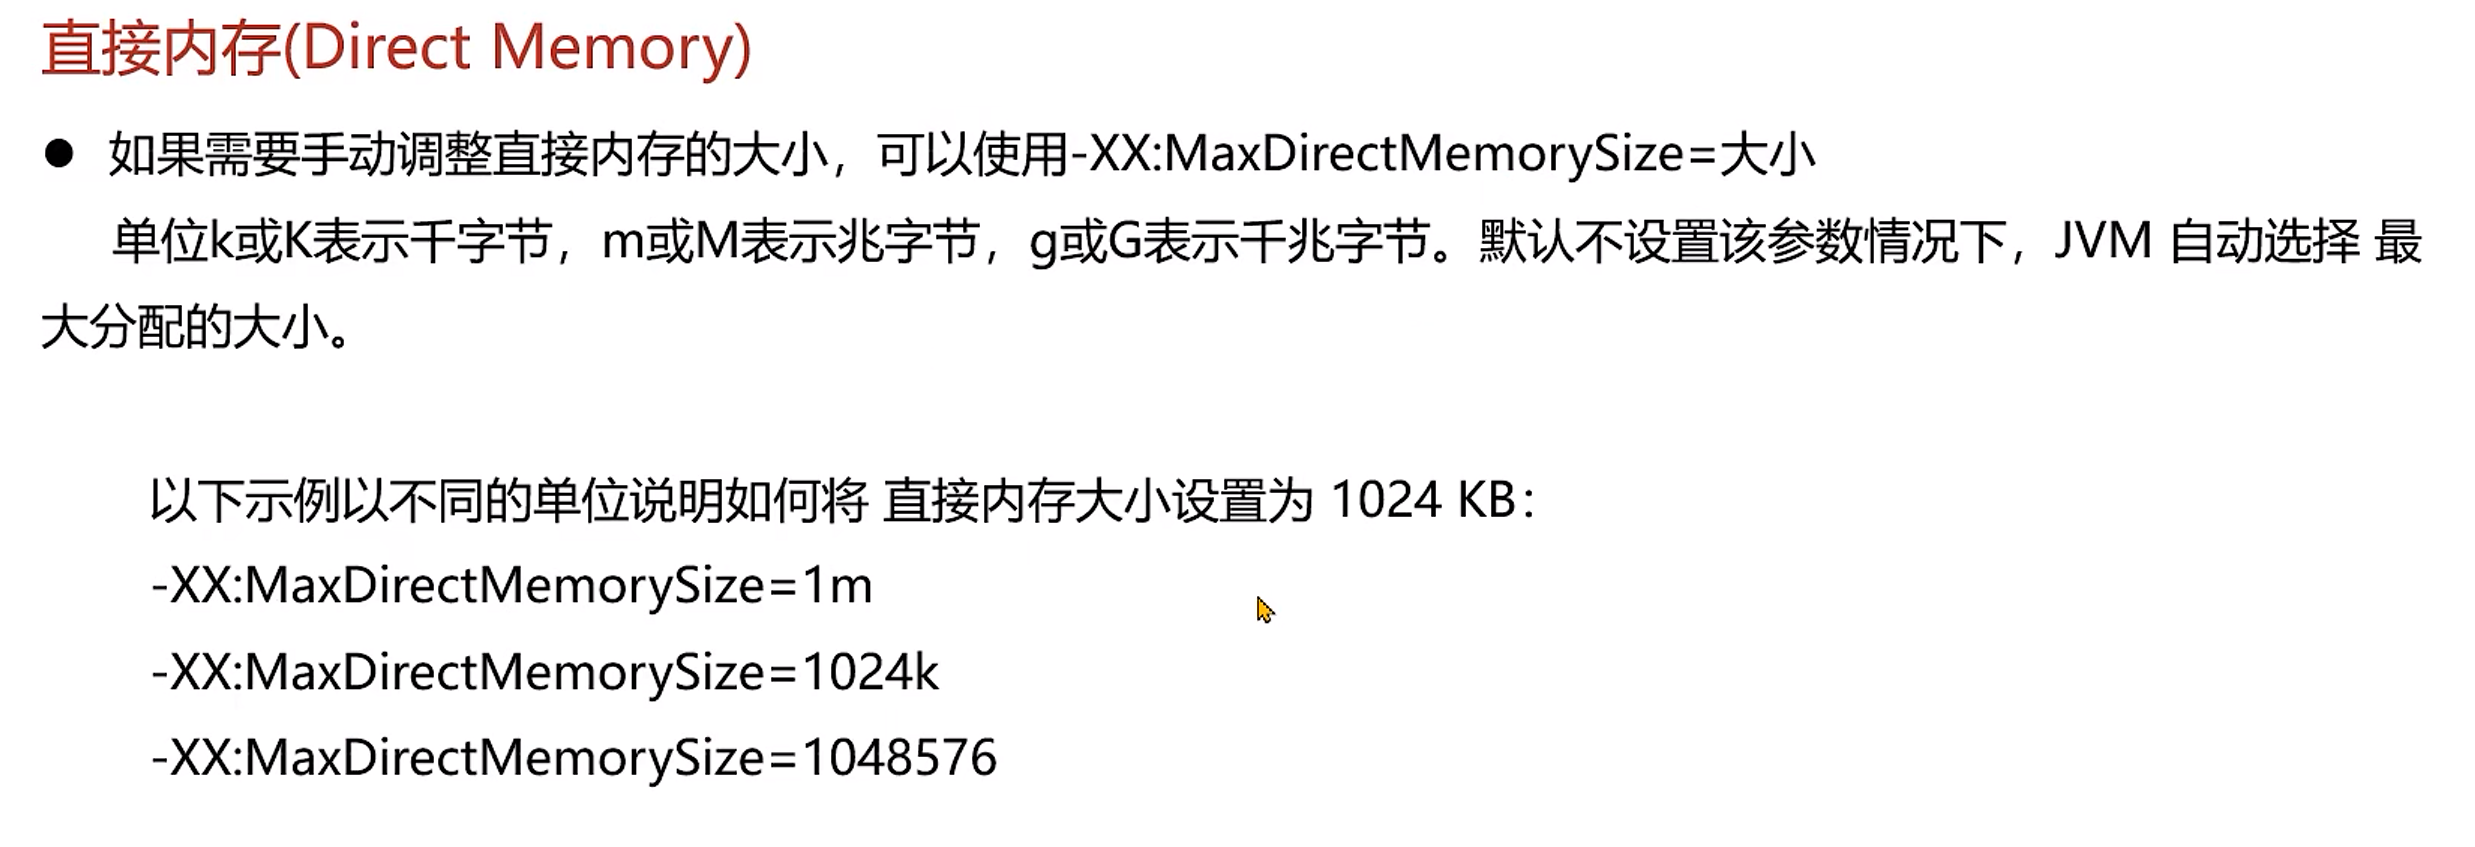 直接内存(Direct Memory)
● 如果需要手动调整直接内存的大小，可以使用-XX:MaxDirectMemorySize=大小
单位k或K表示千字节，m或M表示兆字节，g或G表示千兆字节。默认不设置该参数情况下，JVM 自动选择 最
大分配的大小。
以下示例以不同的单位说明如何将 直接内存大小设置为 1024 KB：
-XX:MaxDirectMemorySize=1m
-XX:MaxDirectMemorySize=1024k
-XX:MaxDirectMemorySize=1048576